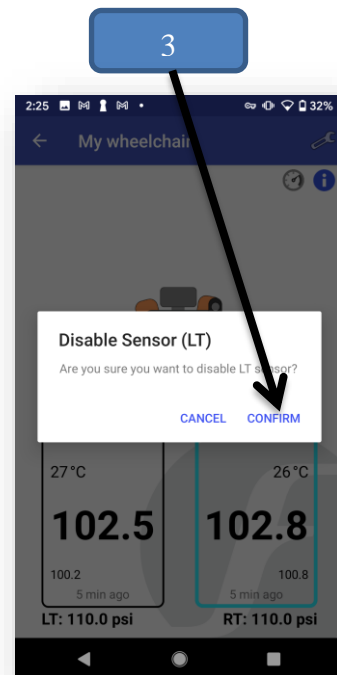 3
2:25 32%
My wheelchair
Disable Sensor (LT)
Are you sure you want to disable LT sensor?
CANCEL CONFIRM
27°C 26°C
102.5 102.8
100.2 100.8
5 min ago 5 min ago
LT: 110.0 psi RT: 110.0 psi